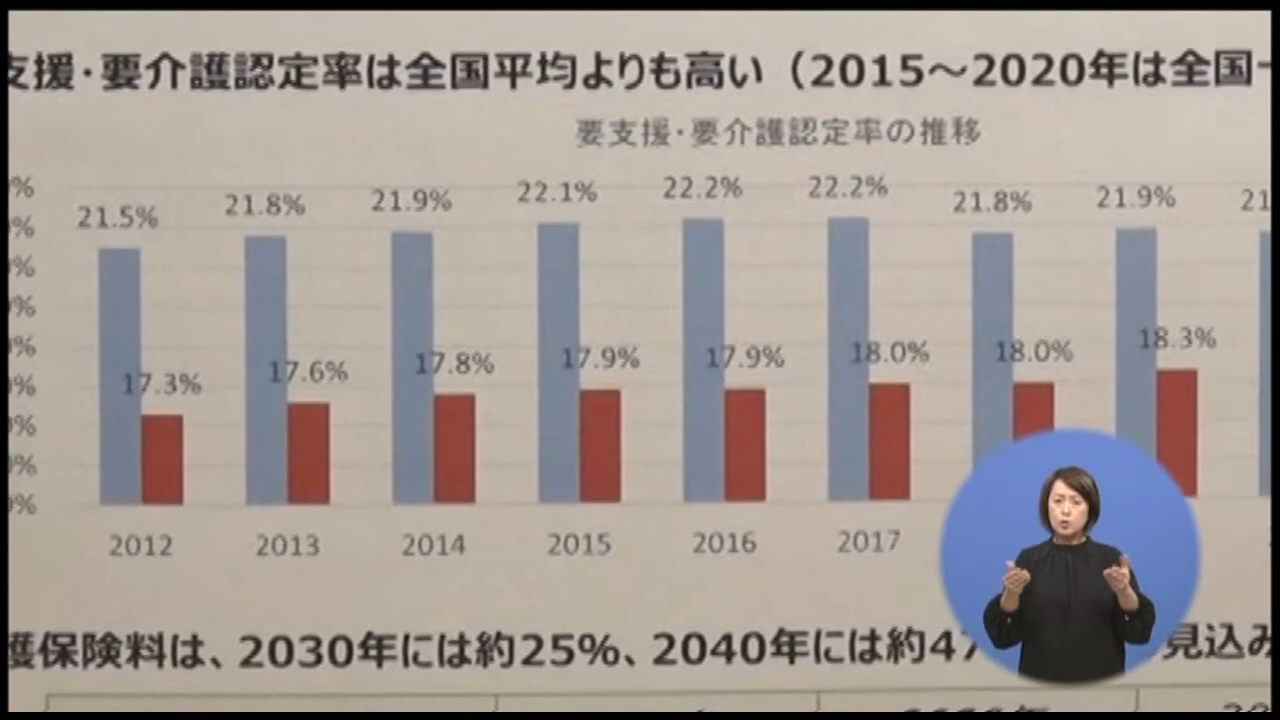 支援・要介護認定率は全国平均よりも高い（2015～2020年は全国
要支援・要介護認定率の推移
21.5% 21.8% 21.9% 22.1% 22.2% 22.2% 21.8% 21.9% 21
17.3% 17.6% 17.8% 17.9% 17.9% 18.0% 18.0% 18.3%
2012 2013 2014 2015 2016 2017
護保険料は、2030年には約25%、2040年には約47 見込み